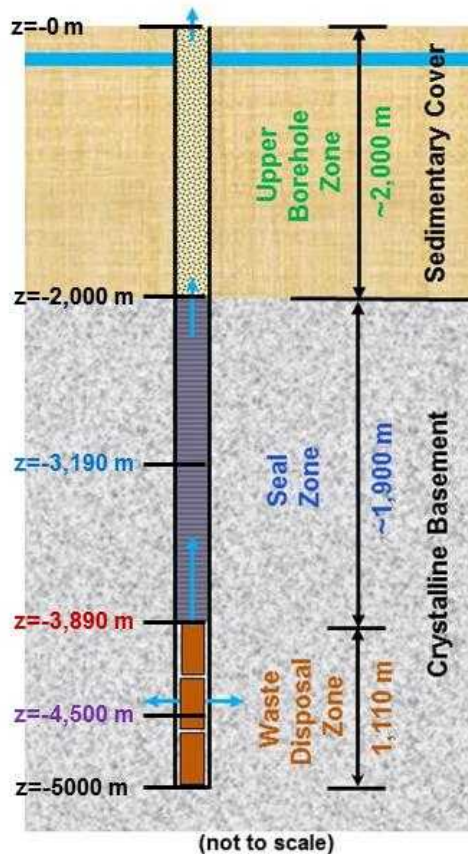 z=-0 m
z=-2,000 m
z=-3,190 m
z=-3,890 m
z=-4,500 m
z=-5000 m
Upper
Borehole
Zone
~2,000 m
Sedimentary Cover
Seal
Zone
~1,900 m
Crystalline Basement
Waste
Disposal
Zone
1,110 m
(not to scale)